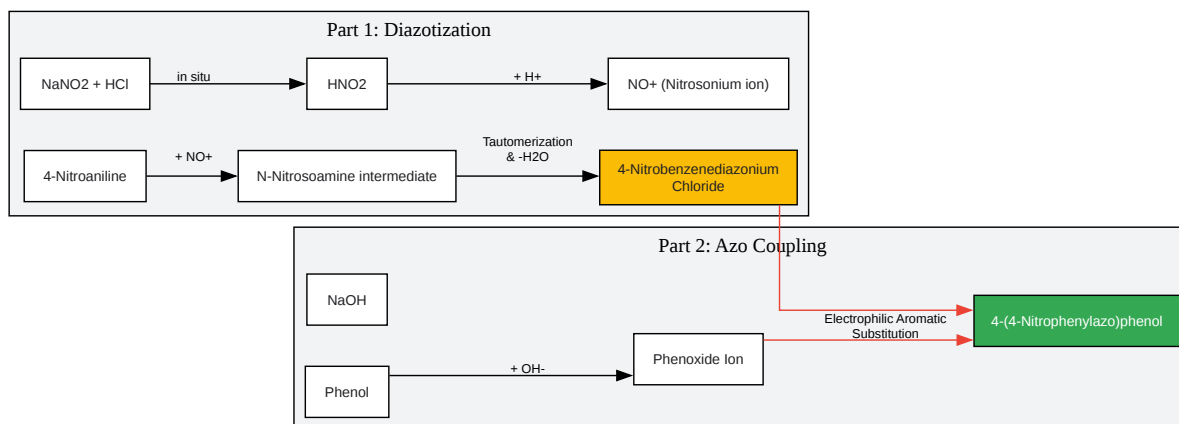 Part 1: Diazotization
NaNO2 + HCl
in situ
HNO2
+ H+
NO+ (Nitrosonium ion)
4-Nitroaniline
+ NO+
N-Nitrosoamine intermediate
Tautomerization
& -H2O
4-Nitrobenzenediazonium
Chloride
Part 2: Azo Coupling
NaOH
Phenol
+ OH-
Phenoxide Ion
Electrophilic Aromatic
Substitution
4-(4-Nitrophenylazo)phenol